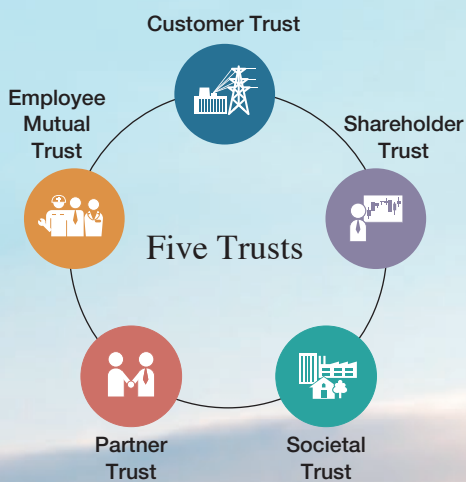 Customer Trust
Employee
Mutual
Trust
Shareholder
Trust
Five Trusts
Partner
Trust
Societal
Trust